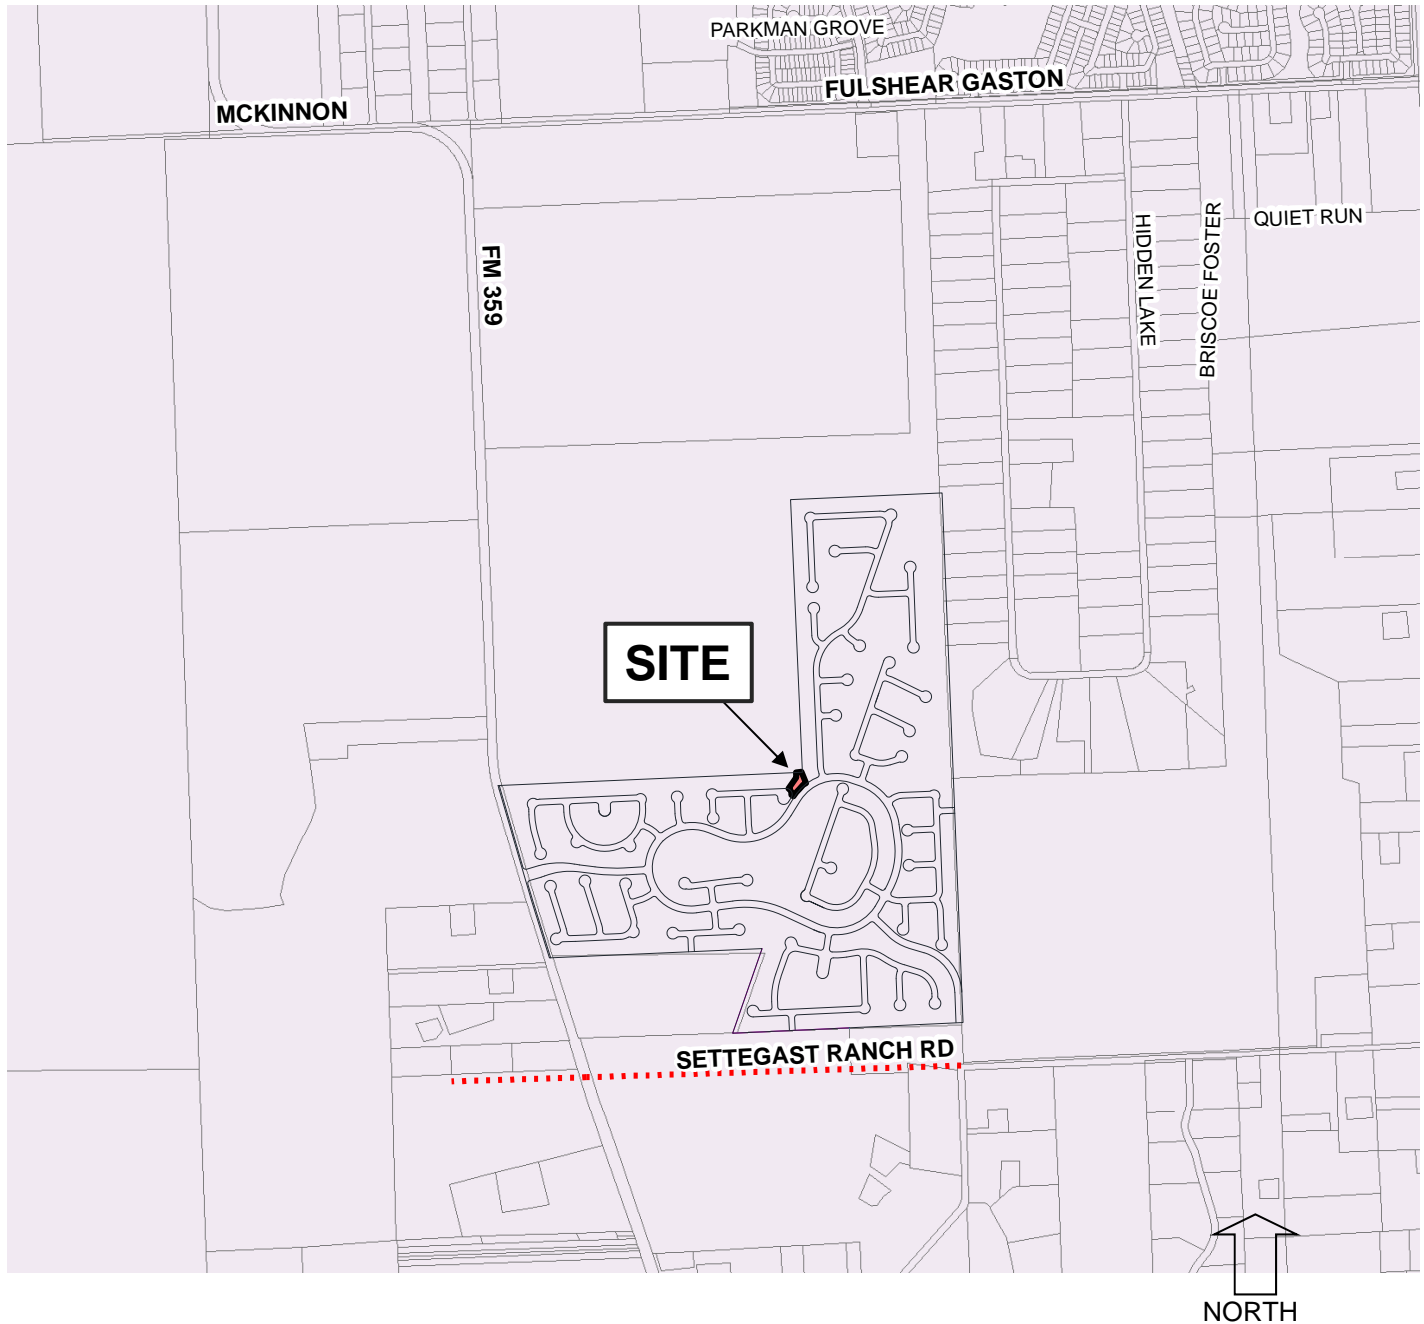 PARKMAN GROVE
FULSHEAR GASTON
MCKINNON
QUIET RUN
HIDDEN LAKE
BRISCOE FOSTER
FM 359
SITE
SETTEGAST RANCH RD
NORTH